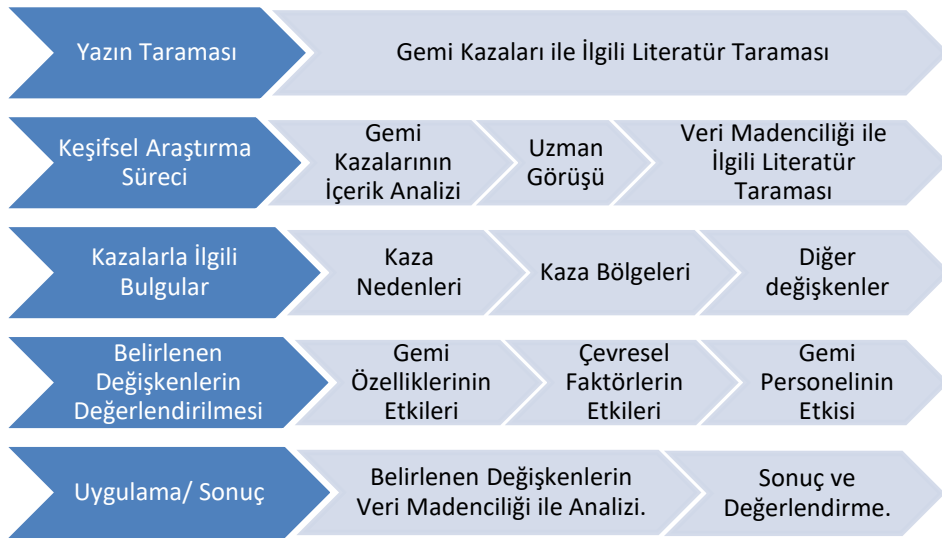 Yazın Taraması
Gemi Kazaları ile İlgili Literatür Taraması
Keşifsel Araştırma
Süreci
Gemi
Kazalarının
İçerik Analizi
Uzman
Görüşü
Veri Madenciliği ile
İlgili Literatür
Taraması
Kazalarla İlgili
Bulgular
Kaza
Nedenleri
Kaza Bölgeleri
Diğer
değişkenler
Belirlenen
Değişkenlerin
Değerlendirilmesi
Gemi
Özelliklerinin
Etkileri
Çevresel
Faktörlerin
Etkileri
Gemi
Personelinin
Etkisi
Uygulama/ Sonuç
Belirlenen Değişkenlerin
Veri Madenciliği ile Analizi.
Sonuç ve
Değerlendirme.